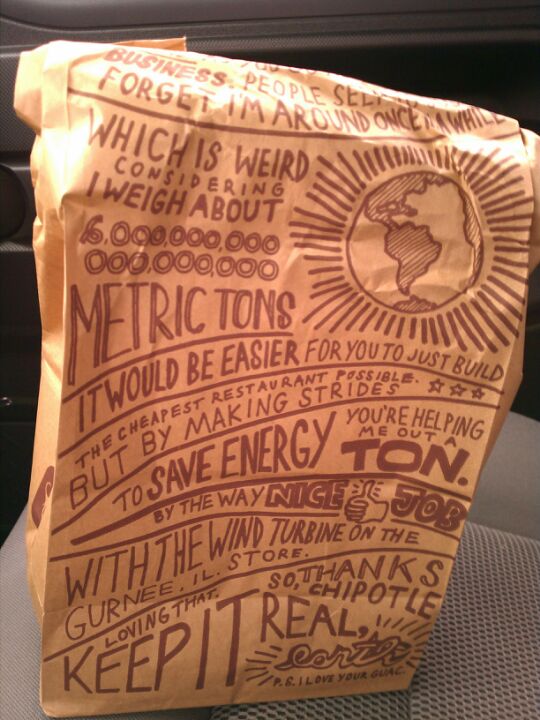 BUSINESS. PEOPLE
FORGET I'M AROUND ONCE A WHILE
WHICH IS WEIRD
CONSIDERING
I WEIGH ABOUT
6,000,000,000
000,000,000
METRIC TONS
IT WOULD BE EASIER FOR YOU TO JUST BUILD
THE CHEAPEST RESTAURANT POSSIBLE.
BUT BY MAKING STRIDES
TO SAVE ENERGY YOU'RE HELPING
ME OUT A
TON.
BY THE WAY NICE JOB
WITH THE WIND TURBINE ON THE
GURNEE, IL. STORE.
LOVING THAT. SO, THANKS
CHIPOTLE
KEEP IT REAL,
earth
P.S. I LOVE YOUR GUAC.